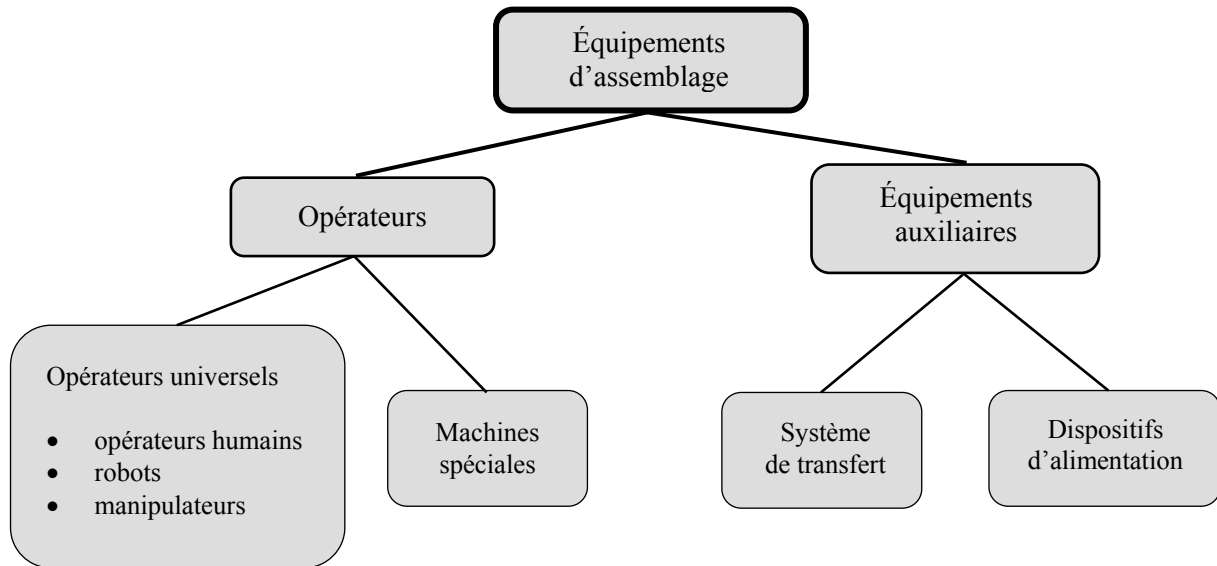 Équipements
d’assemblage
Opérateurs
Équipements
auxiliaires
Opérateurs universels
• opérateurs humains
• robots
• manipulateurs
Machines
spéciales
Système
de transfert
Dispositifs
d’alimentation